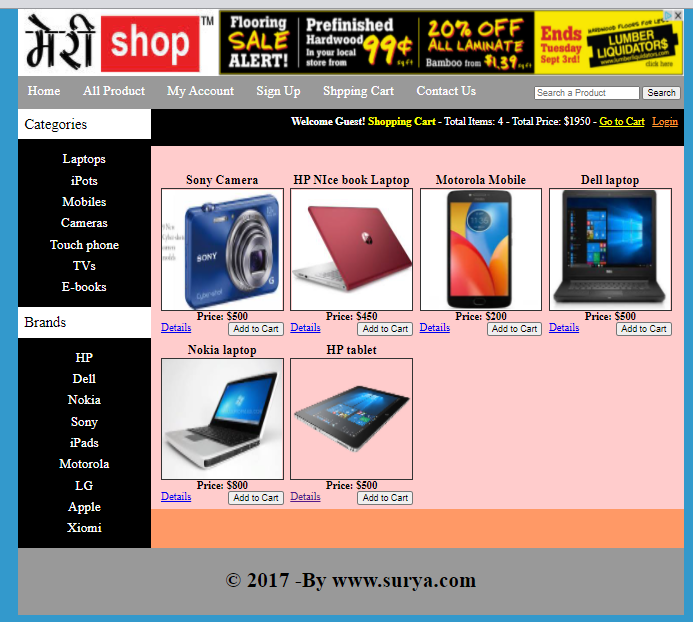 मेरी shop TM
Flooring SALE ALERT!
Prefinished Hardwood In your local store from 99¢ sq ft
20% OFF ALL LAMINATE Bamboo from $1.39 sq ft
Ends Tuesday Sept 3rd!
HARDWOOD FLOORS FOR LESS!
LUMBER LIQUIDATORS
www.lumberliquidators.com
click here
Home All Product My Account Sign Up Shpping Cart Contact Us Search a Product Search
Welcome Guest! Shopping Cart - Total Items: 4 - Total Price: $1950 - Go to Cart Login
Categories
Laptops
iPots
Mobiles
Cameras
Touch phone
TVs
E-books
Brands
HP
Dell
Nokia
Sony
iPads
Motorola
LG
Apple
Xiomi
Sony Camera HP NIce book Laptop Motorola Mobile Dell laptop
SONY
Cyber-shot
Price: $500 Price: $450 Price: $200 Price: $500
Details Add to Cart Details Add to Cart Details Add to Cart Details Add to Cart
Nokia laptop HP tablet
Price: $800 Price: $500
Details Add to Cart Details Add to Cart
© 2017 -By www.surya.com